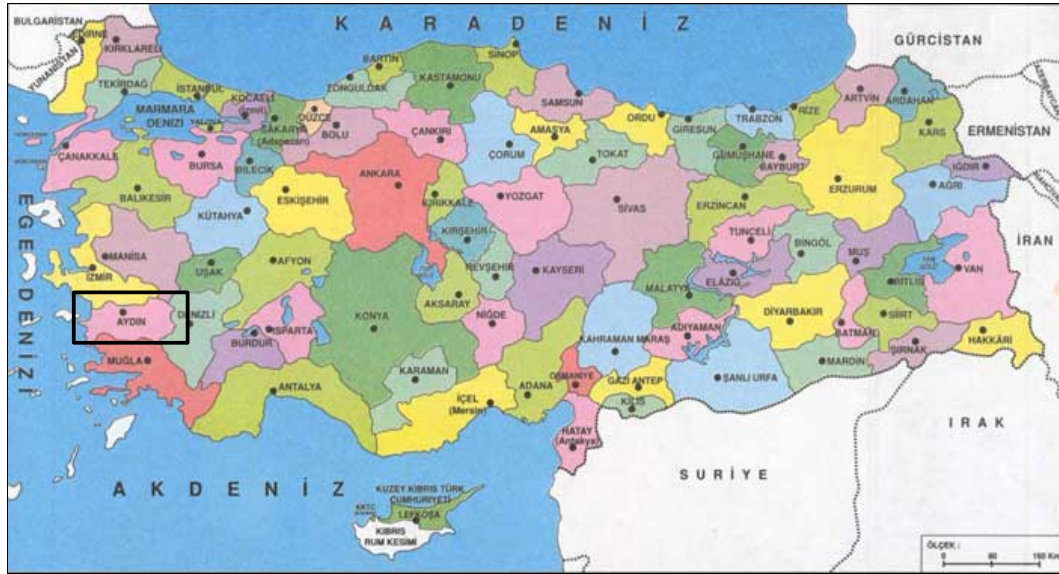 KARADENİZ
BULGARİSTAN
YUNANİSTAN
GÜRCİSTAN
ERMENİSTAN
İRAN
IRAK
SURİYE
EGE DENİZİ
AKDENİZ
MARMARA
DENİZİ
EDİRNE
KIRKLARELİ
TEKİRDAĞ
İSTANBUL
YALOVA
KOCAELİ
(İzmit)
SAKARYA
(Adapazarı)
DÜZCE
BOLU
ZONGULDAK
BARTIN
KASTAMONU
SİNOP
SAMSUN
ORDU
GİRESUN
TRABZON
RİZE
ARTVİN
ARDAHAN
KARS
IĞDIR
AĞRI
ÇANAKKALE
BURSA
BİLECİK
BALIKESİR
KÜTAHYA
ESKİŞEHİR
ANKARA
ÇANKIRI
ÇORUM
AMASYA
TOKAT
GÜMÜŞHANE
BAYBURT
ERZURUM
ERZİNCAN
KIRIKKALE
YOZGAT
SİVAS
KIRŞEHİR
NEVŞEHİR
KAYSERİ
MALATYA
ELAZIĞ
TUNCELİ
BİNGÖL
MUŞ
BİTLİS
VAN
İZMİR
MANİSA
UŞAK
AFYON
AYDIN
DENİZLİ
BURDUR
ISPARTA
KONYA
AKSARAY
NİĞDE
MUĞLA
ANTALYA
KARAMAN
İÇEL
(Mersin)
ADANA
OSMANİYE
KAHRAMAN MARAŞ
ADIYAMAN
GAZİ ANTEP
KİLİS
HATAY
(Antakya)
ŞANLI URFA
DİYARBAKIR
BATMAN
SİİRT
MARDİN
ŞIRNAK
HAKKÂRİ
KUZEY KIBRIS TÜRK
CUMHURİYETİ
LEFKOŞA
KIBRIS
RUM KESİMİ
ÖLÇEK :
0